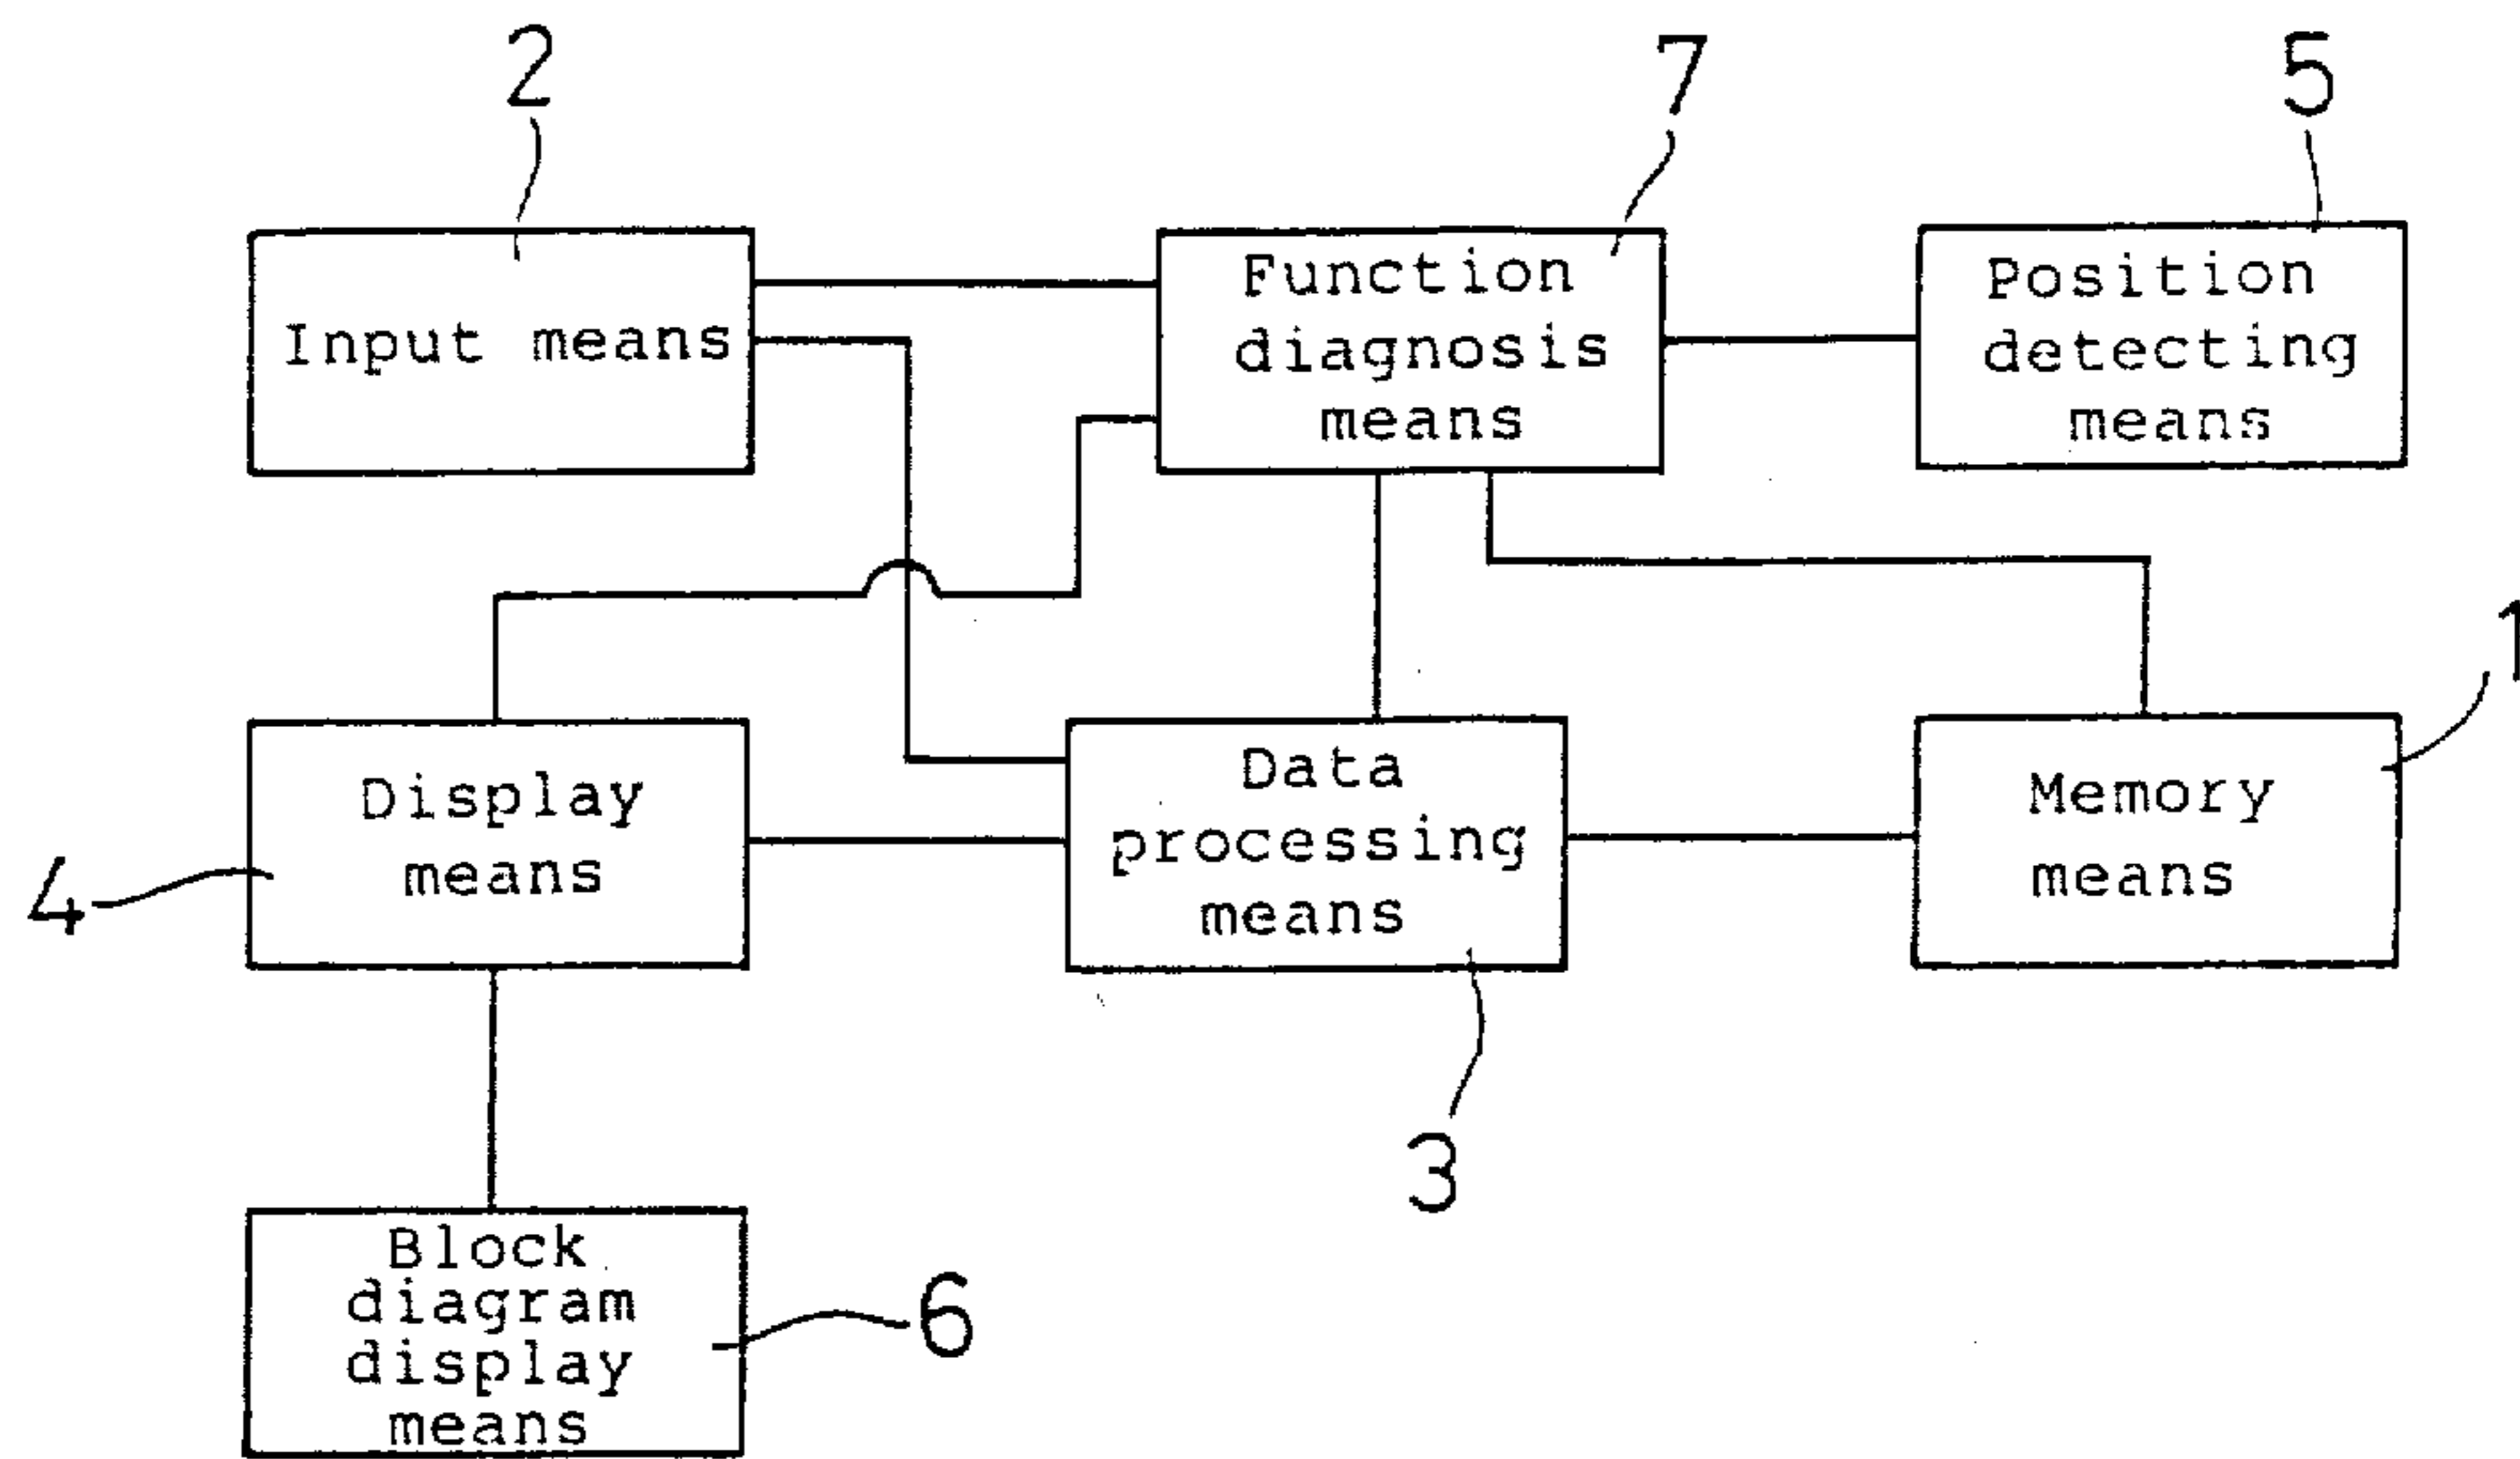 2
7
5
Input means
Function
diagnosis
means
Position
detecting
means
1
Display
means
4
Data
processing
means
3
Memory
means
Block
diagram
display
means
6